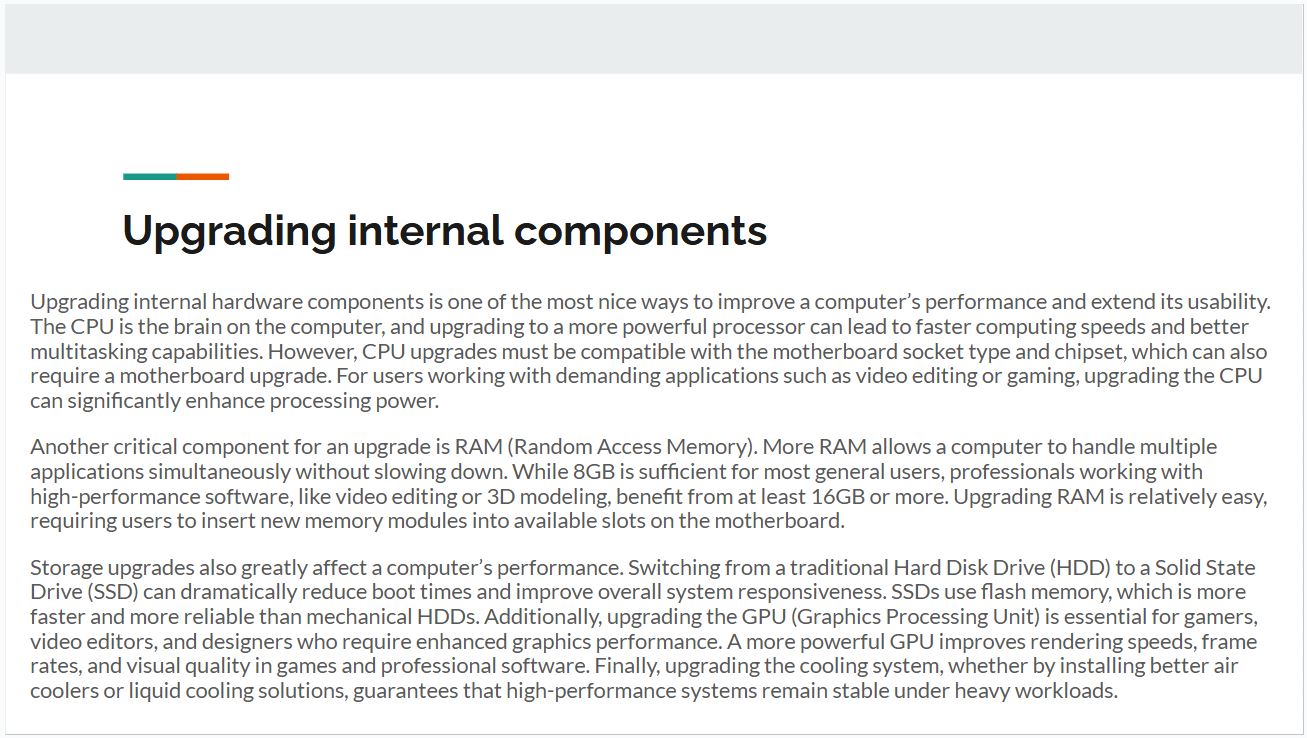 Upgrading internal components
Upgrading internal hardware components is one of the most nice ways to improve a computer’s performance and extend its usability.
The CPU is the brain on the computer, and upgrading to a more powerful processor can lead to faster computing speeds and better
multitasking capabilities. However, CPU upgrades must be compatible with the motherboard socket type and chipset, which can also
require a motherboard upgrade. For users working with demanding applications such as video editing or gaming, upgrading the CPU
can significantly enhance processing power.
Another critical component for an upgrade is RAM (Random Access Memory). More RAM allows a computer to handle multiple
applications simultaneously without slowing down. While 8GB is sufficient for most general users, professionals working with
high-performance software, like video editing or 3D modeling, benefit from at least 16GB or more. Upgrading RAM is relatively easy,
requiring users to insert new memory modules into available slots on the motherboard.
Storage upgrades also greatly affect a computer’s performance. Switching from a traditional Hard Disk Drive (HDD) to a Solid State
Drive (SSD) can dramatically reduce boot times and improve overall system responsiveness. SSDs use flash memory, which is more
faster and more reliable than mechanical HDDs. Additionally, upgrading the GPU (Graphics Processing Unit) is essential for gamers,
video editors, and designers who require enhanced graphics performance. A more powerful GPU improves rendering speeds, frame
rates, and visual quality in games and professional software. Finally, upgrading the cooling system, whether by installing better air
coolers or liquid cooling solutions, guarantees that high-performance systems remain stable under heavy workloads.